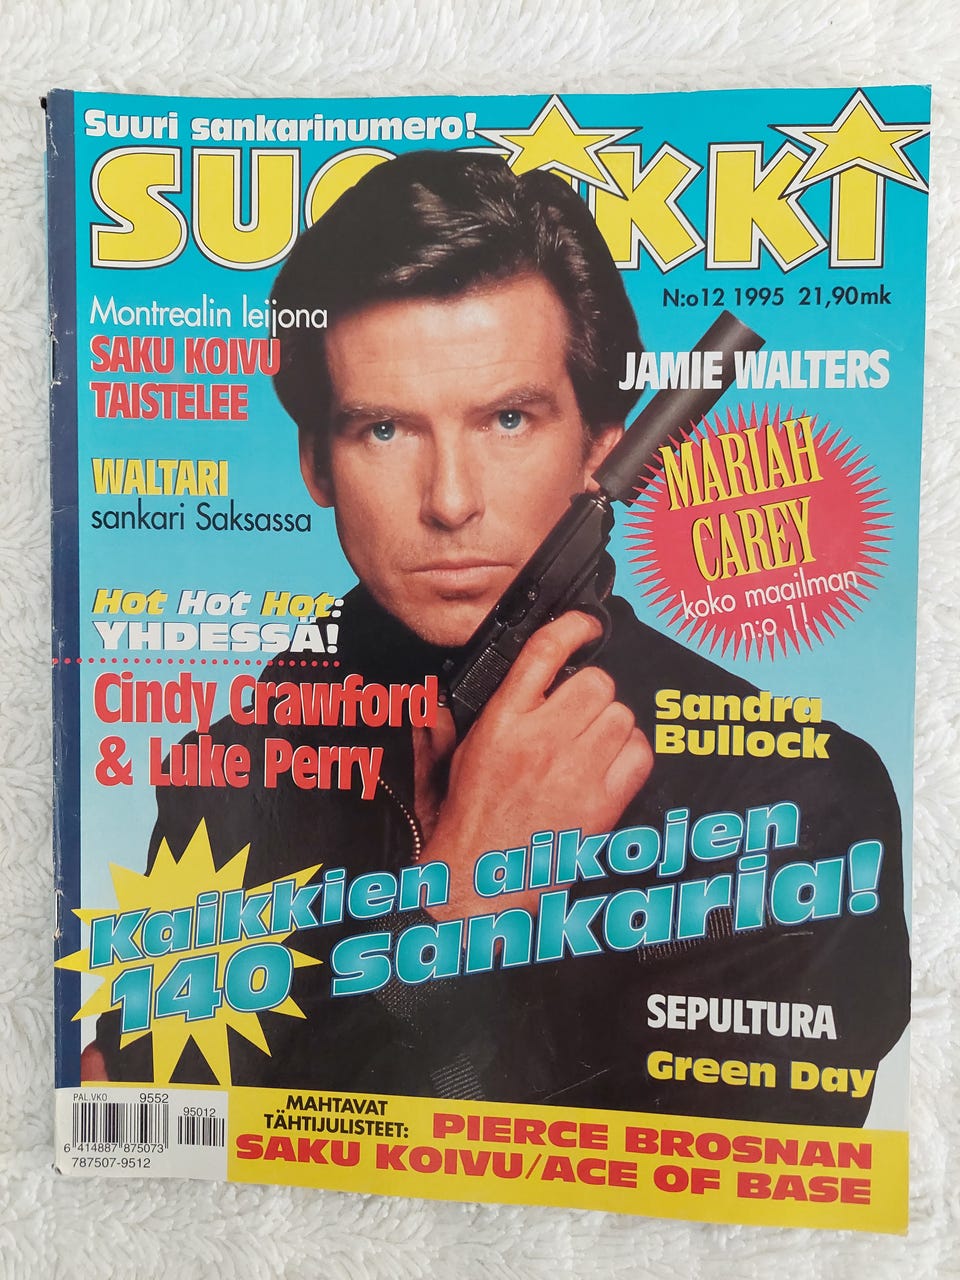 Suuri sankarinumero!
SUOSIKKI
N:o12 1995 21,90mk
Montrealin leijona
SAKU KOIVU
TAISTELEE
JAMIE WALTERS
MARIAH
CAREY
koko maailman
n:o 1!
WALTARI
sankari Saksassa
Hot Hot Hot:
YHDESSÄ!
Cindy Crawford
& Luke Perry
Sandra
Bullock
Kaikkien aikojen
140 sankaria!
SEPULTURA
Green Day
PAL.VKO 9552
95012
6 414887 875073
787507-9512
MAHTAVAT
TÄHTIJULISTEET:
PIERCE BROSNAN
SAKU KOIVU/ACE OF BASE